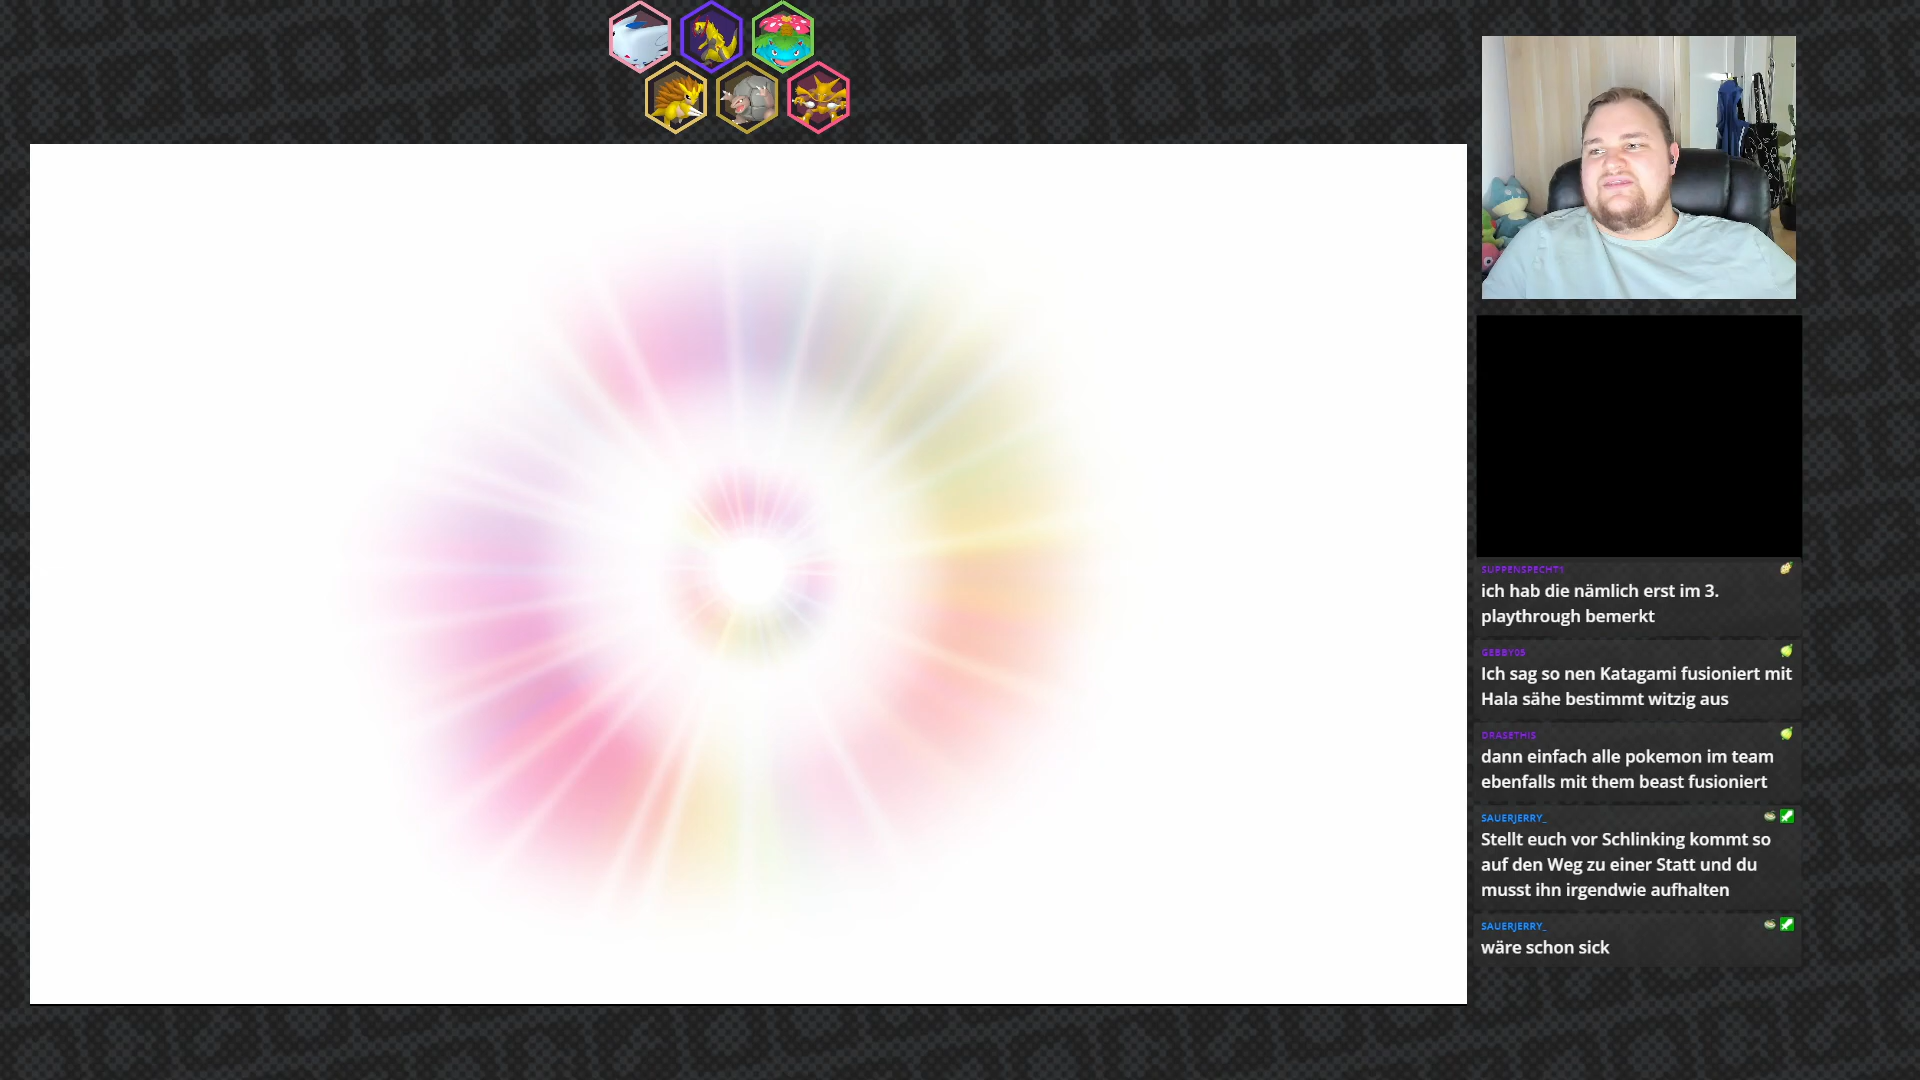 SUPPENSPECHT1
ich hab die nämlich erst im 3.
playthrough bemerkt
GEBBY05
Ich sag so nen Katagami fusioniert mit
Hala sähe bestimmt witzig aus
DRASETHIS
dann einfach alle pokemon im team
ebenfalls mit them beast fusioniert
SAUERJERRY_
Stellt euch vor Schlinking kommt so
auf den Weg zu einer Statt und du
musst ihn irgendwie aufhalten
SAUERJERRY_
wäre schon sick